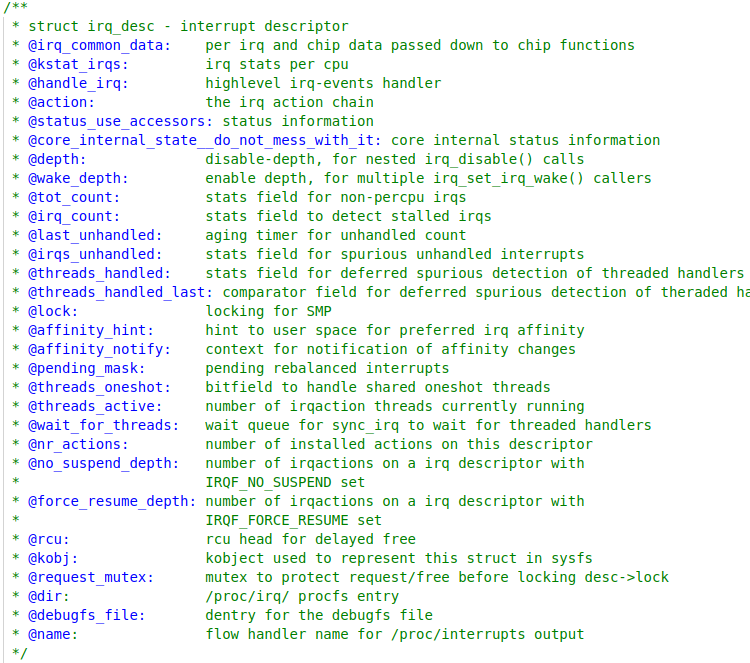 /**
 * struct irq_desc - interrupt descriptor
 * @irq_common_data:    per irq and chip data passed down to chip functions
 * @kstat_irqs:         irq stats per cpu
 * @handle_irq:         highlevel irq-events handler
 * @action:             the irq action chain
 * @status_use_accessors: status information
 * @core_internal_state__do_not_mess_with_it: core internal status information
 * @depth:              disable-depth, for nested irq_disable() calls
 * @wake_depth:         enable depth, for multiple irq_set_irq_wake() callers
 * @tot_count:          stats field for non-percpu irqs
 * @irq_count:          stats field to detect stalled irqs
 * @last_unhandled:     aging timer for unhandled count
 * @irqs_unhandled:     stats field for spurious unhandled interrupts
 * @threads_handled:    stats field for deferred spurious detection of threaded handlers
 * @threads_handled_last: comparator field for deferred spurious detection of theraded ha
 * @lock:               locking for SMP
 * @affinity_hint:      hint to user space for preferred irq affinity
 * @affinity_notify:    context for notification of affinity changes
 * @pending_mask:       pending rebalanced interrupts
 * @threads_oneshot:    bitfield to handle shared oneshot threads
 * @threads_active:     number of irqaction threads currently running
 * @wait_for_threads:   wait queue for sync_irq to wait for threaded handlers
 * @nr_actions:         number of installed actions on this descriptor
 * @no_suspend_depth:   number of irqactions on a irq descriptor with
 *                      IRQF_NO_SUSPEND set
 * @force_resume_depth: number of irqactions on a irq descriptor with
 *                      IRQF_FORCE_RESUME set
 * @rcu:                rcu head for delayed free
 * @kobj:               kobject used to represent this struct in sysfs
 * @request_mutex:      mutex to protect request/free before locking desc->lock
 * @dir:                /proc/irq/ procfs entry
 * @debugfs_file:       dentry for the debugfs file
 * @name:               flow handler name for /proc/interrupts output
 */